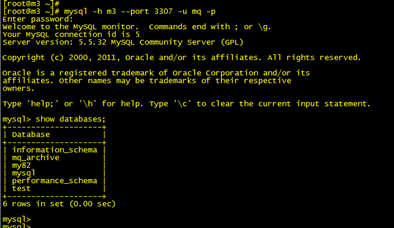 [root@m3 ~]#
[root@m3 ~]# mysql -h m3 --port 3307 -u mq -p
Enter password:
Welcome to the MySQL monitor.  Commands end with ; or \g.
Your MySQL connection id is 5
Server version: 5.5.32 MySQL Community Server (GPL)

Copyright (c) 2000, 2011, Oracle and/or its affiliates. All rights reserved.

Oracle is a registered trademark of Oracle Corporation and/or its
affiliates. Other names may be trademarks of their respective
owners.

Type 'help;' or '\h' for help. Type '\c' to clear the current input statement.

mysql> show databases;
+--------------------+
| Database           |
+--------------------+
| information_schema |
| mq_archive         |
| my82               |
| mysql              |
| performance_schema |
| test               |
+--------------------+
6 rows in set (0.00 sec)

mysql>
mysql>